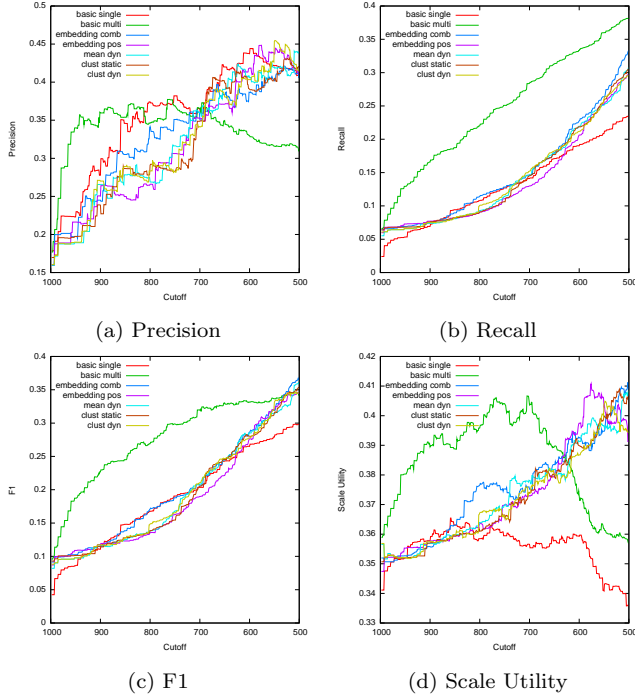 0.5
0.45
0.4
0.35
0.3
0.25
0.2
0.15
1000 900 800 700 600 500
Precision
Cutoff
basic single
basic multi
embedding comb
embedding pos
mean dyn
clust static
clust dyn
(a) Precision
0.4
0.35
0.3
0.25
0.2
0.15
0.1
0.05
0
1000 900 800 700 600 500
Recall
Cutoff
basic single
basic multi
embedding comb
embedding pos
mean dyn
clust static
clust dyn
(b) Recall
0.4
0.35
0.3
0.25
0.2
0.15
0.1
0.05
0
1000 900 800 700 600 500
F1
Cutoff
basic single
basic multi
embedding comb
embedding pos
mean dyn
clust static
clust dyn
(c) F1
0.42
0.41
0.4
0.39
0.38
0.37
0.36
0.35
0.34
0.33
1000 900 800 700 600 500
Scale Utility
Cutoff
basic single
basic multi
embedding comb
embedding pos
mean dyn
clust static
clust dyn
(d) Scale Utility